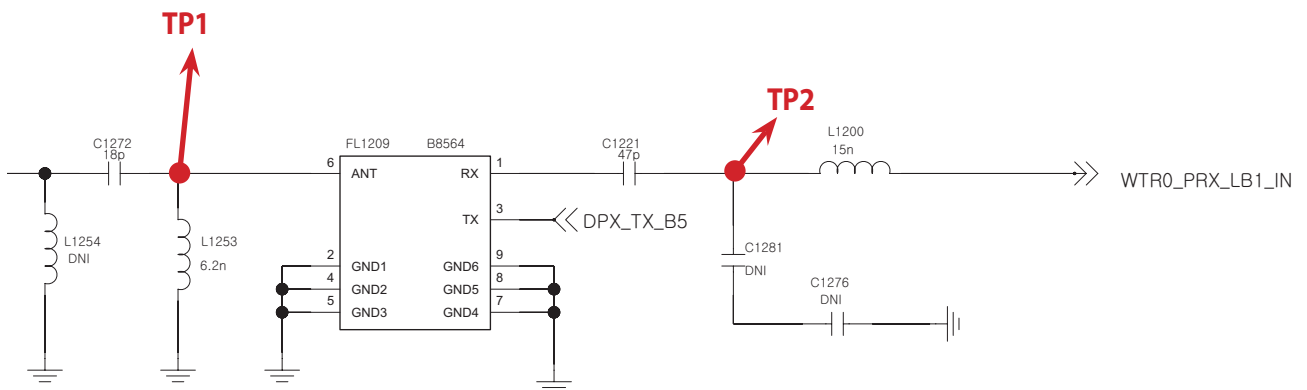 TP1
TP2
C1272
18p
FL1209 B8564
C1221
47p
L1200
15n
6 ANT RX 1
WTR0_PRX_LB1_IN
TX 3 DPX_TX_B5
L1254
DNI
L1253
6.2n
2 GND1 GND6 9
4 GND2 GND5 8
5 GND3 GND4 7
C1281
DNI
C1276
DNI